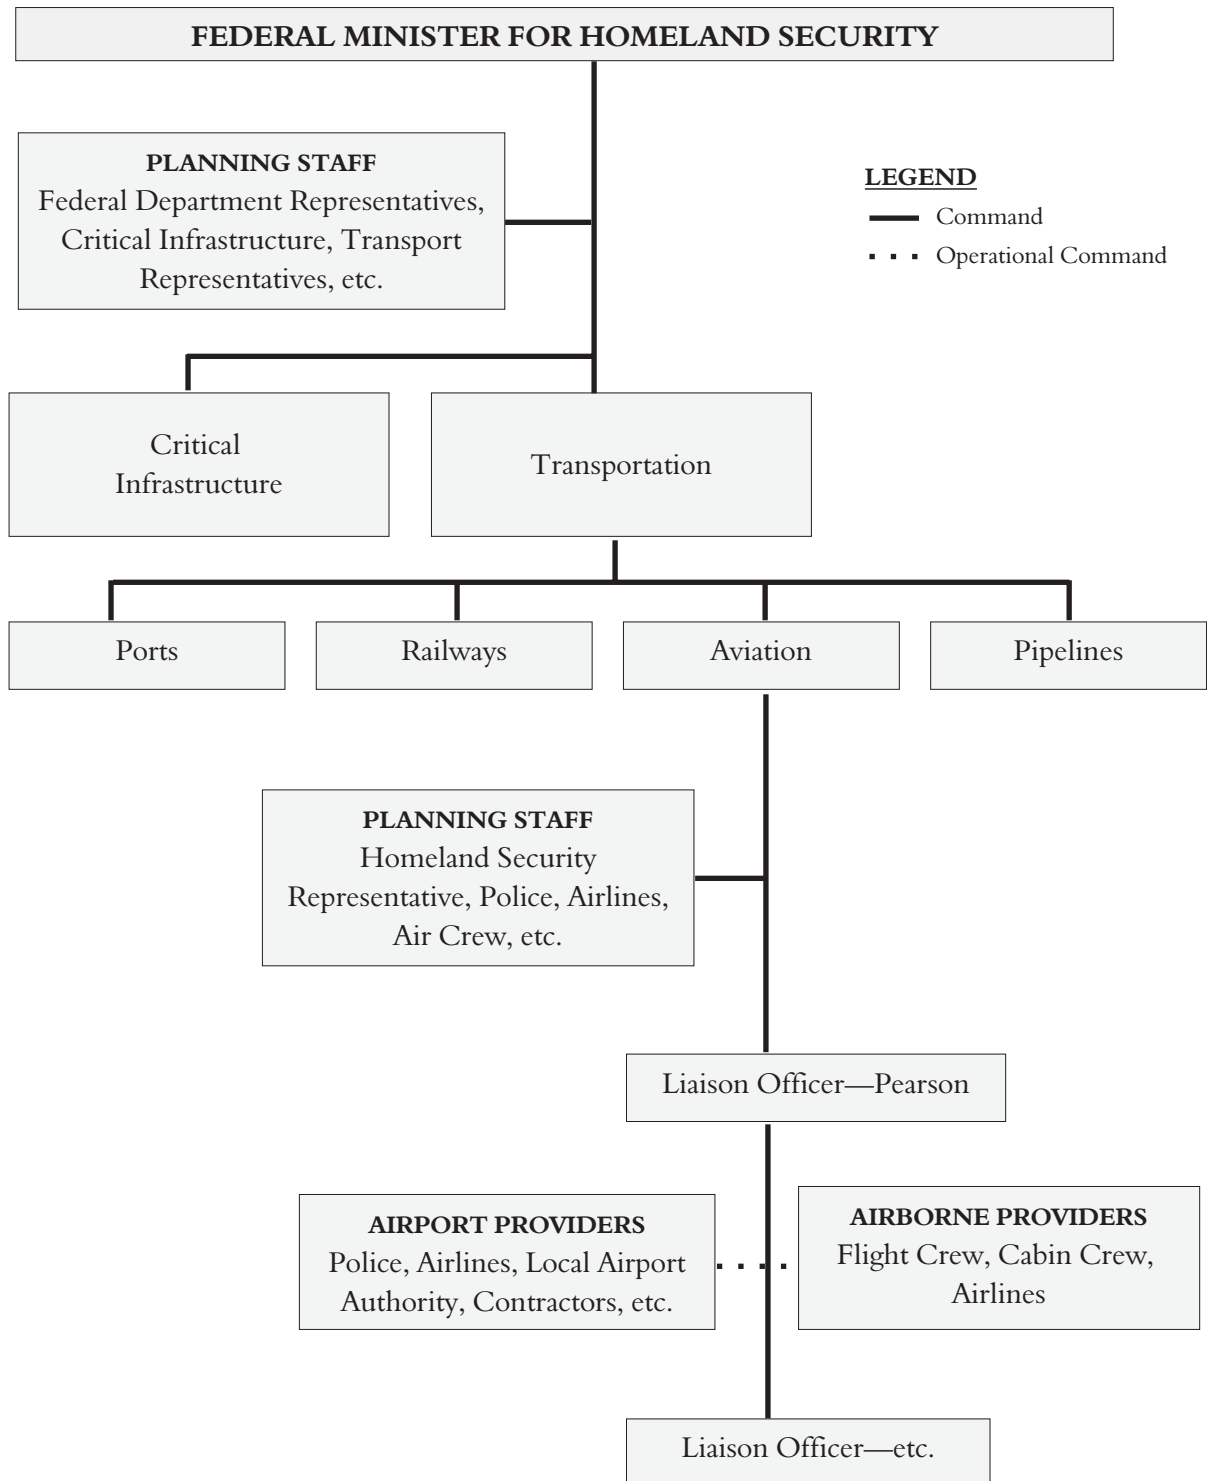 FEDERAL MINISTER FOR HOMELAND SECURITY
PLANNING STAFF
Federal Department Representatives,
Critical Infrastructure, Transport
Representatives, etc.
LEGEND
Command
Operational Command
Critical
Infrastructure
Transportation
Ports
Railways
Aviation
Pipelines
PLANNING STAFF
Homeland Security
Representative, Police, Airlines,
Air Crew, etc.
Liaison Officer—Pearson
AIRPORT PROVIDERS
Police, Airlines, Local Airport
Authority, Contractors, etc.
AIRBORNE PROVIDERS
Flight Crew, Cabin Crew,
Airlines
Liaison Officer—etc.